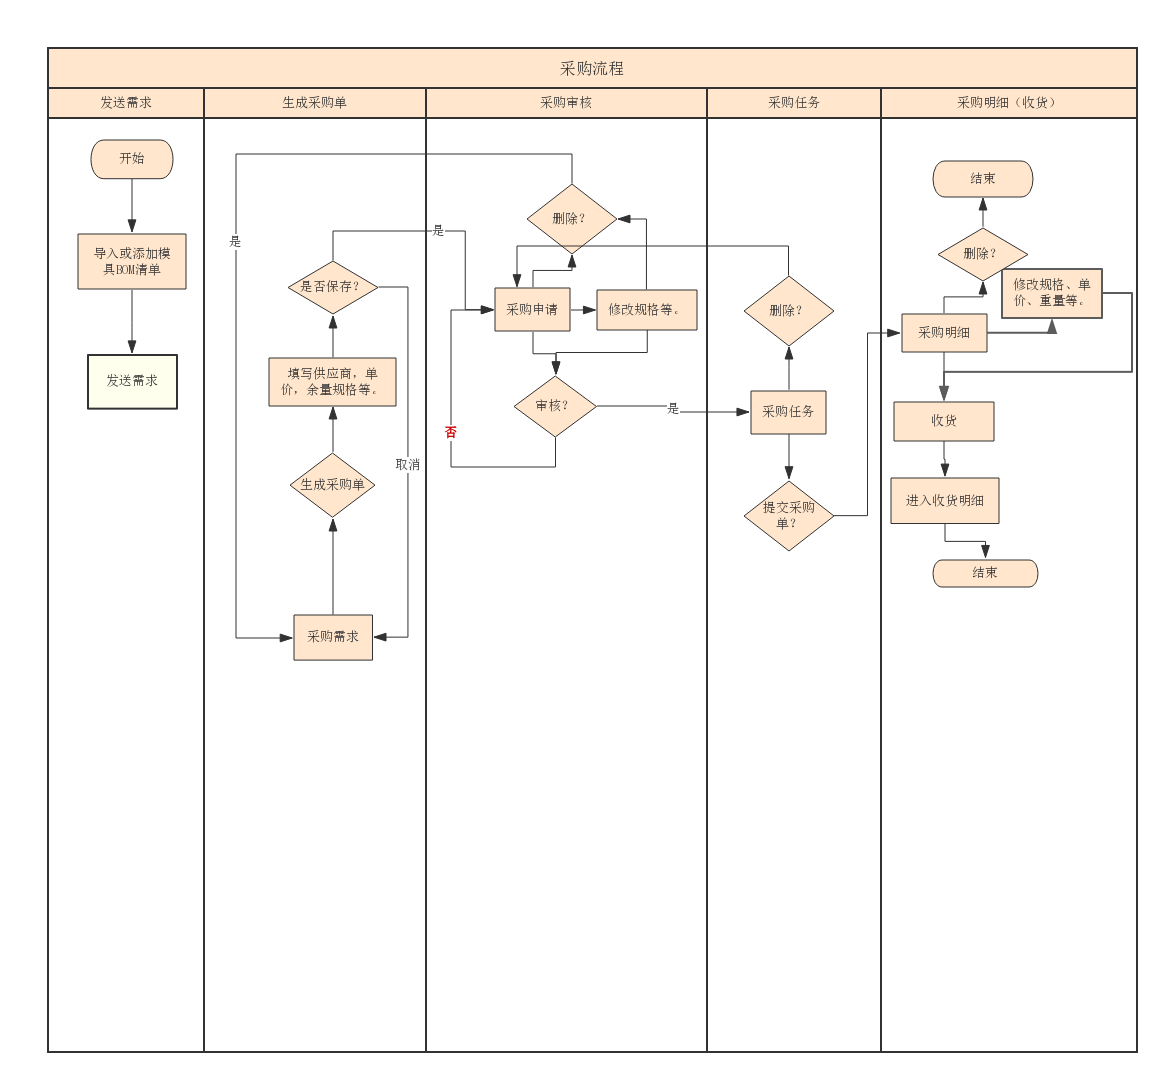 采购流程
发送需求
生成采购单
采购审核
采购任务
采购明细（收货）
开始
导入或添加模
具BOM清单
发送需求
是
是否保存?
填写供应商，单
价，余量规格等。
生成采购单
采购需求
取消
是
删除?
采购申请
修改规格等。
审核?
否
是
删除?
采购任务
提交采购
单?
结束
删除?
修改规格、单
价、重量等。
采购明细
收货
进入收货明细
结束